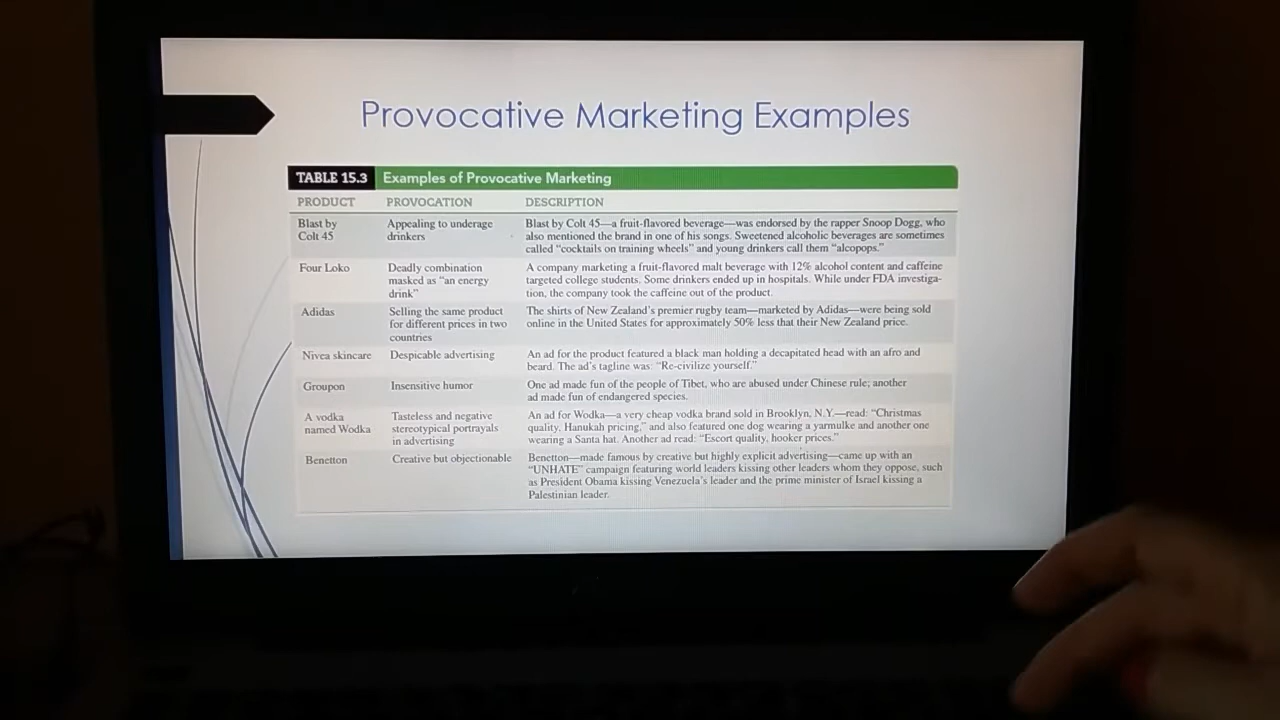 Provocative Marketing Examples
TABLE 15.3 Examples of Provocative Marketing
PRODUCT PROVOCATION DESCRIPTION
Blast by
Colt 45
Appealing to underage
drinkers
Blast by Colt 45—a fruit-flavored beverage—was endorsed by the rapper Snoop Dogg, who
also mentioned the brand in one of his songs. Sweetened alcoholic beverages are sometimes
called “cocktails on training wheels” and young drinkers call them “alcopops.”
Four Loko
Deadly combination
masked as “an energy
drink”
A company marketing a fruit-flavored malt beverage with 12% alcohol content and caffeine
targeted college students. Some drinkers ended up in hospitals. While under FDA investiga-
tion, the company took the caffeine out of the product.
Adidas
Selling the same product
for different prices in two
countries
The shirts of New Zealand’s premier rugby team—marketed by Adidas—were being sold
online in the United States for approximately 50% less that their New Zealand price.
Nivea skincare
Despicable advertising
An ad for the product featured a black man holding a decapitated head with an afro and
beard. The ad’s tagline was: “Re-civilize yourself.”
Groupon
Insensitive humor
One ad made fun of the people of Tibet, who are abused under Chinese rule; another
ad made fun of endangered species.
A vodka
named Wodka
Tasteless and negative
stereotypical portrayals
in advertising
An ad for Wodka—a very cheap vodka brand sold in Brooklyn, N.Y.—read: “Christmas
quality, Hanukah pricing,” and also featured one dog wearing a yarmulke and another one
wearing a Santa hat. Another ad read: “Escort quality, hooker prices.”
Benetton
Creative but objectionable
Benetton—made famous by creative but highly explicit advertising—came up with an
“UNHATE” campaign featuring world leaders kissing other leaders whom they oppose, such
as President Obama kissing Venezuela’s leader and the prime minister of Israel kissing a
Palestinian leader.